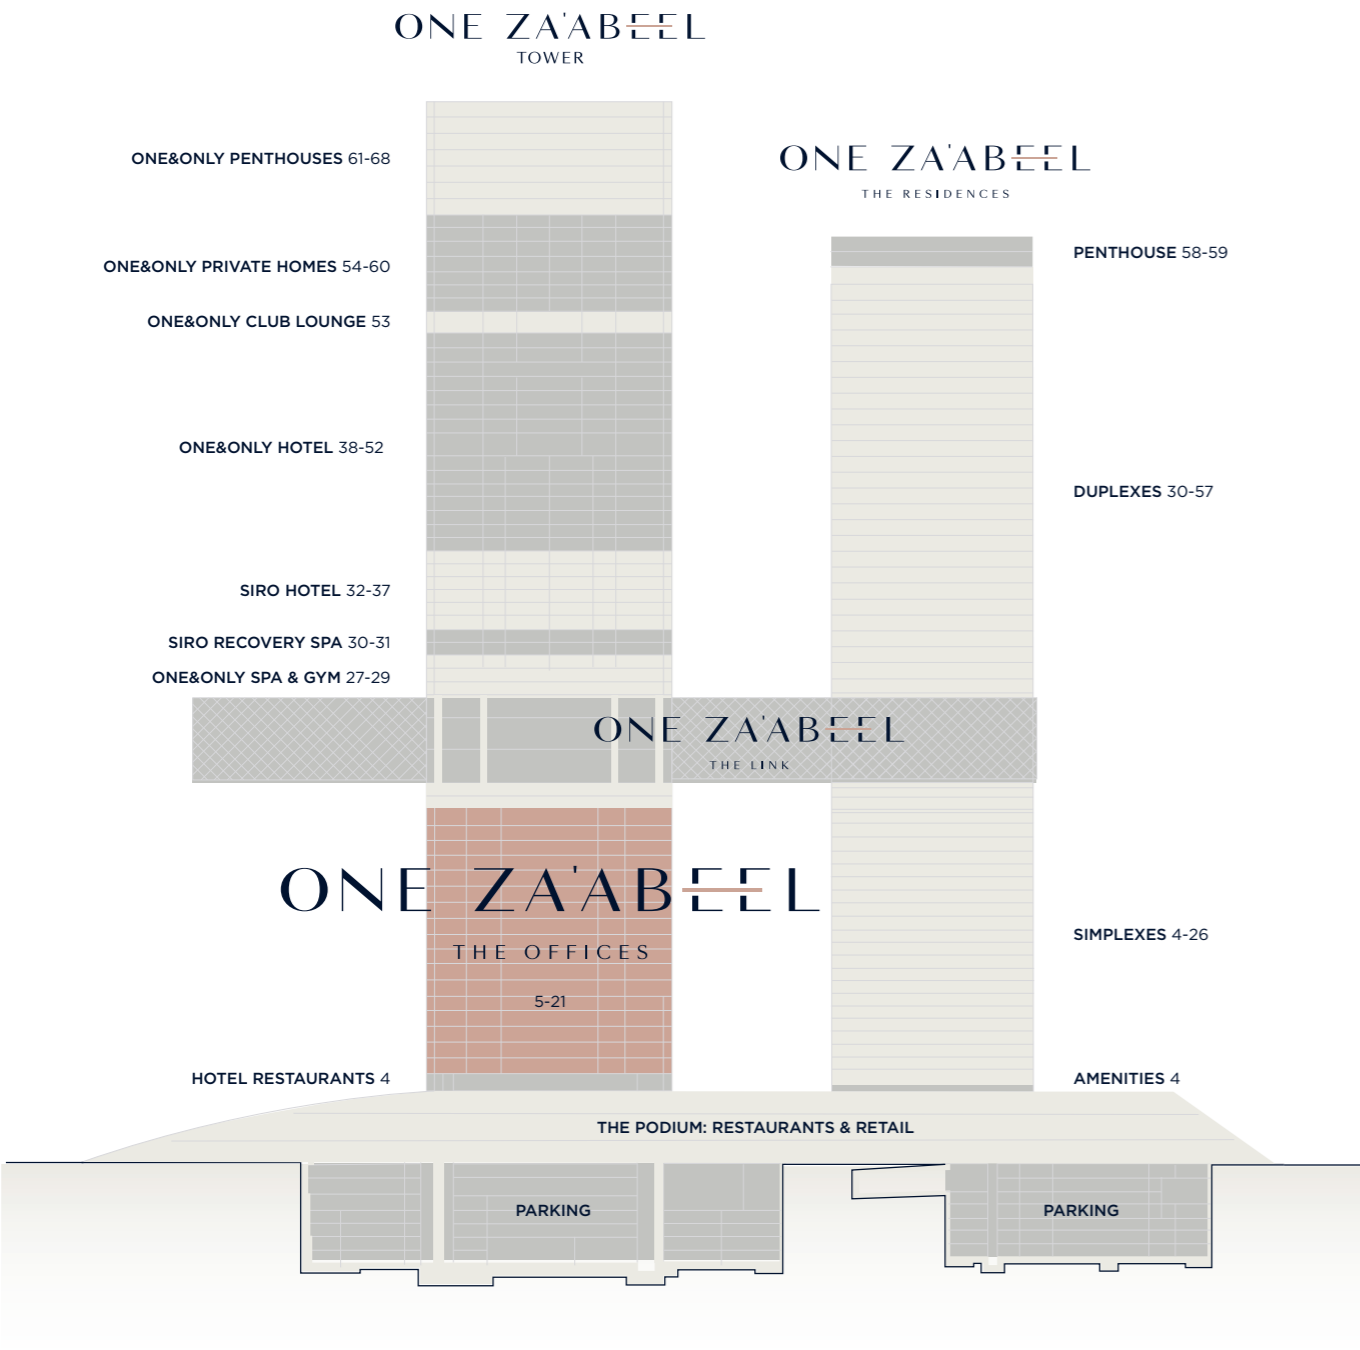 ONE ZA'ABEEL
TOWER
ONE&ONLY PENTHOUSES 61-68
ONE ZA'ABEEL
THE RESIDENCES
PENTHOUSE 58-59
ONE&ONLY PRIVATE HOMES 54-60
ONE&ONLY CLUB LOUNGE 53
ONE&ONLY HOTEL 38-52
DUPLEXES 30-57
SIRO HOTEL 32-37
SIRO RECOVERY SPA 30-31
ONE&ONLY SPA & GYM 27-29
ONE ZA'ABEEL
THE LINK
ONE ZA'ABEEL
THE OFFICES
5-21
SIMPLEXES 4-26
HOTEL RESTAURANTS 4
AMENITIES 4
THE PODIUM: RESTAURANTS & RETAIL
PARKING
PARKING